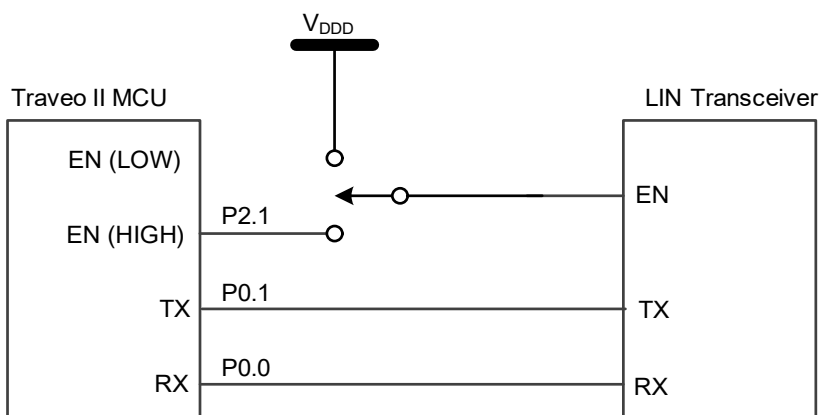 VDDD
Traveo II MCU
LIN Transceiver
EN (LOW)
EN
P2.1
EN (HIGH)
P0.1
TX
TX
P0.0
RX
RX